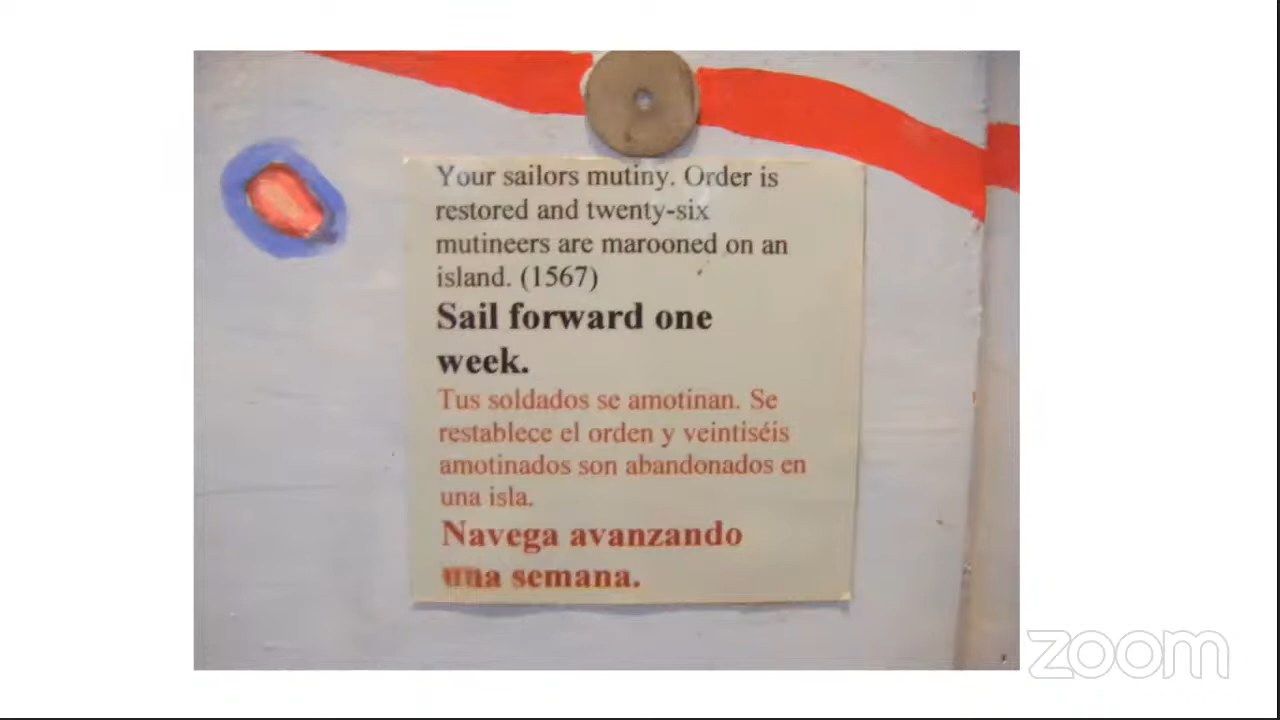 Your sailors mutiny. Order is
restored and twenty-six
mutineers are marooned on an
island. (1567)
Sail forward one
week.
Tus soldados se amotinan. Se
restablece el orden y veintiséis
amotinados son abandonados en
una isla.
Navega avanzando
una semana.
zoom